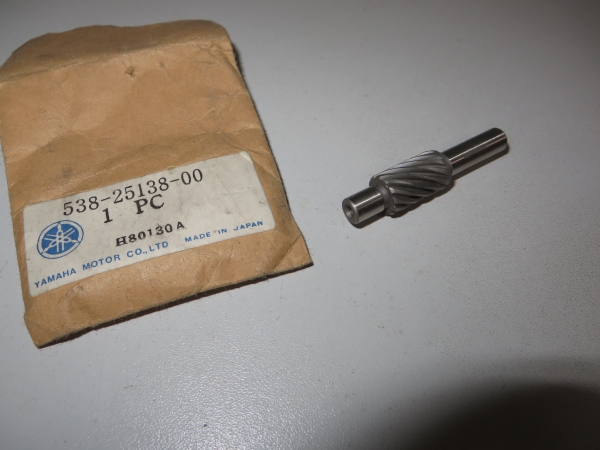 538-25138-00
1 PC
H80130A
YAMAHA MOTOR CO., LTD MADE IN JAPAN